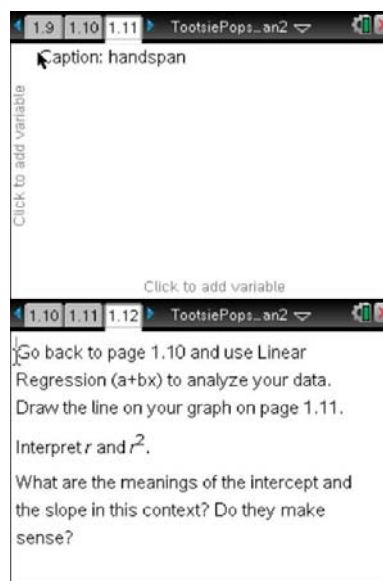 1.9 1.10 1.11 TootsiePops_an2
Caption: handspan
Click to add variable
Click to add variable
1.10 1.11 1.12 TootsiePops_an2
Go back to page 1.10 and use Linear
Regression (a+bx) to analyze your data.
Draw the line on your graph on page 1.11.
Interpret r and r².
What are the meanings of the intercept and
the slope in this context? Do they make
sense?